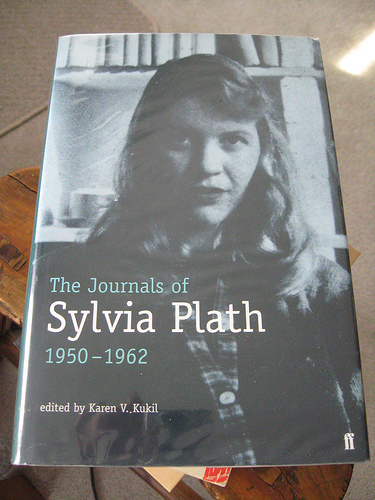 The Journals of
Sylvia Plath
1950–1962
edited by Karen V. Kukil
ff